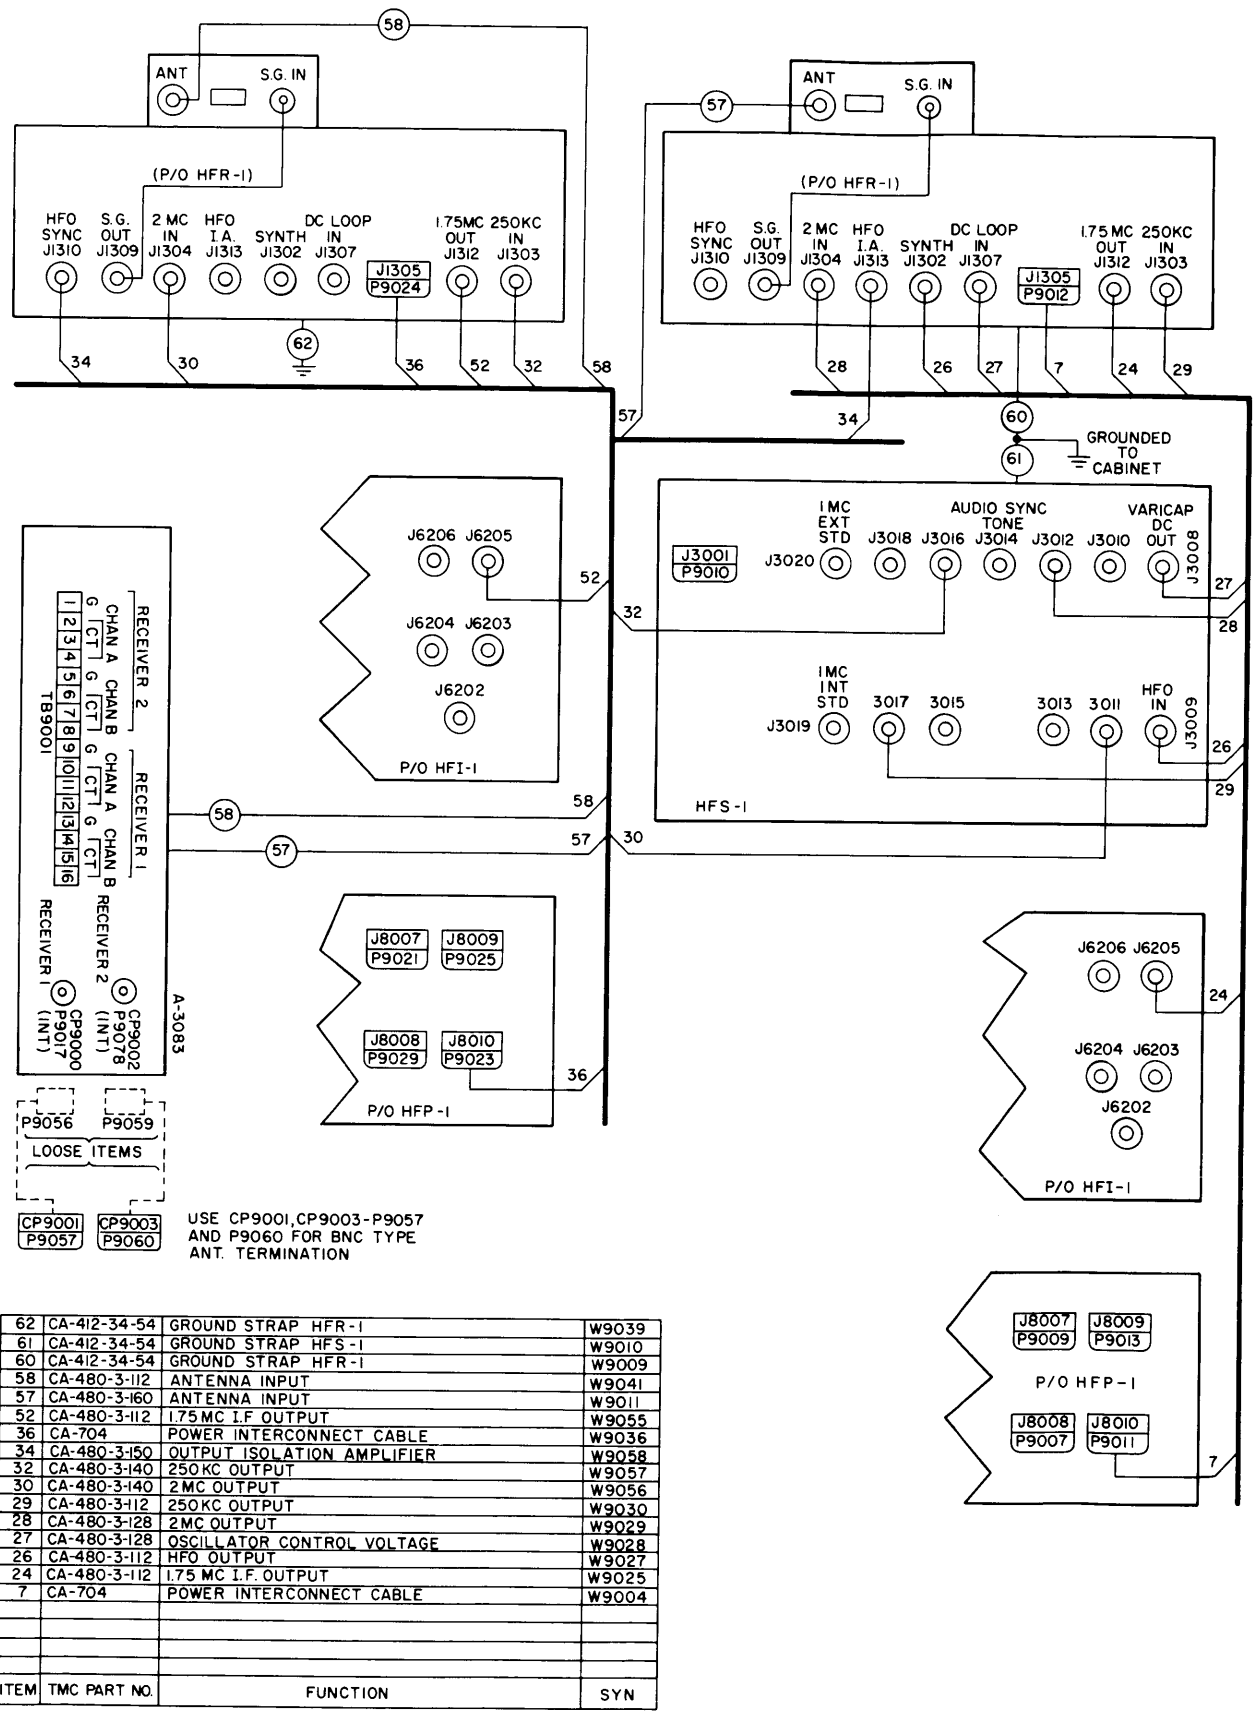 58
ANT
S.G. IN
(P/O HFR-1)
HFO SYNC J1310
S.G. OUT J1309
2 MC IN J1304
HFO I.A. J1313
SYNTH J1302
DC LOOP IN J1307
J1305
P9024
1.75MC OUT J1312
250KC IN J1303
62
34
30
36
52
32
58
57
ANT
S.G. IN
(P/O HFR-1)
HFO SYNC J1310
S.G. OUT J1309
2 MC IN J1304
HFO I.A. J1313
SYNTH J1302
DC LOOP IN J1307
J1305
P9012
1.75 MC OUT J1312
250KC IN J1303
28
26
27
7
24
29
57
34
60
61
GROUNDED
TO
CABINET
J6206 J6205
52
J6204 J6203
J6202
P/O HFI-1
32
J3001
P9010
1MC EXT STD
J3020
J3018
J3016
AUDIO SYNC
TONE
J3014
J3012
J3010
VARICAP DC OUT
J3008
27
28
1MC INT STD
J3019
3017
3015
3013
3011
HFO IN
J3009
26
29
HFS-1
RECEIVER 2
RECEIVER 1
G CHAN A CHAN B G CHAN A CHAN B
CT CT CT CT
1 2 3 4 5 6 7 8 9 10 11 12 13 14 15 16
TB9001
58
58
57
57
30
RECEIVER 1
RECEIVER 2
CP9000
P9017
(INT)
CP9002
P9078
(INT)
A-3083
P9056
P9059
LOOSE ITEMS
CP9001
P9057
CP9003
P9060
USE CP9001,CP9003-P9057
AND P9060 FOR BNC TYPE
ANT. TERMINATION
J8007
P9021
J8009
P9025
J8008
P9029
J8010
P9023
36
P/O HFP-1
J6206 J6205
24
J6204 J6203
J6202
P/O HFI-1
J8007
P9009
J8009
P9013
P/O HFP-1
J8008
P9007
J8010
P9011
7
62 CA-412-34-54 GROUND STRAP HFR-1 W9039
61 CA-412-34-54 GROUND STRAP HFS-1 W9010
60 CA-412-34-54 GROUND STRAP HFR-1 W9009
58 CA-480-3-112 ANTENNA INPUT W9041
57 CA-480-3-160 ANTENNA INPUT W9011
52 CA-480-3-112 1.75MC I.F OUTPUT W9055
36 CA-704 POWER INTERCONNECT CABLE W9036
34 CA-480-3-150 OUTPUT ISOLATION AMPLIFIER W9058
32 CA-480-3-140 250KC OUTPUT W9057
30 CA-480-3-140 2MC OUTPUT W9056
29 CA-480-3-112 250KC OUTPUT W9030
28 CA-480-3-128 2MC OUTPUT W9029
27 CA-480-3-128 OSCILLATOR CONTROL VOLTAGE W9028
26 CA-480-3-112 HFO OUTPUT W9027
24 CA-480-3-112 1.75 MC I.F. OUTPUT W9025
7 CA-704 POWER INTERCONNECT CABLE W9004
ITEM TMC PART NO. FUNCTION SYN